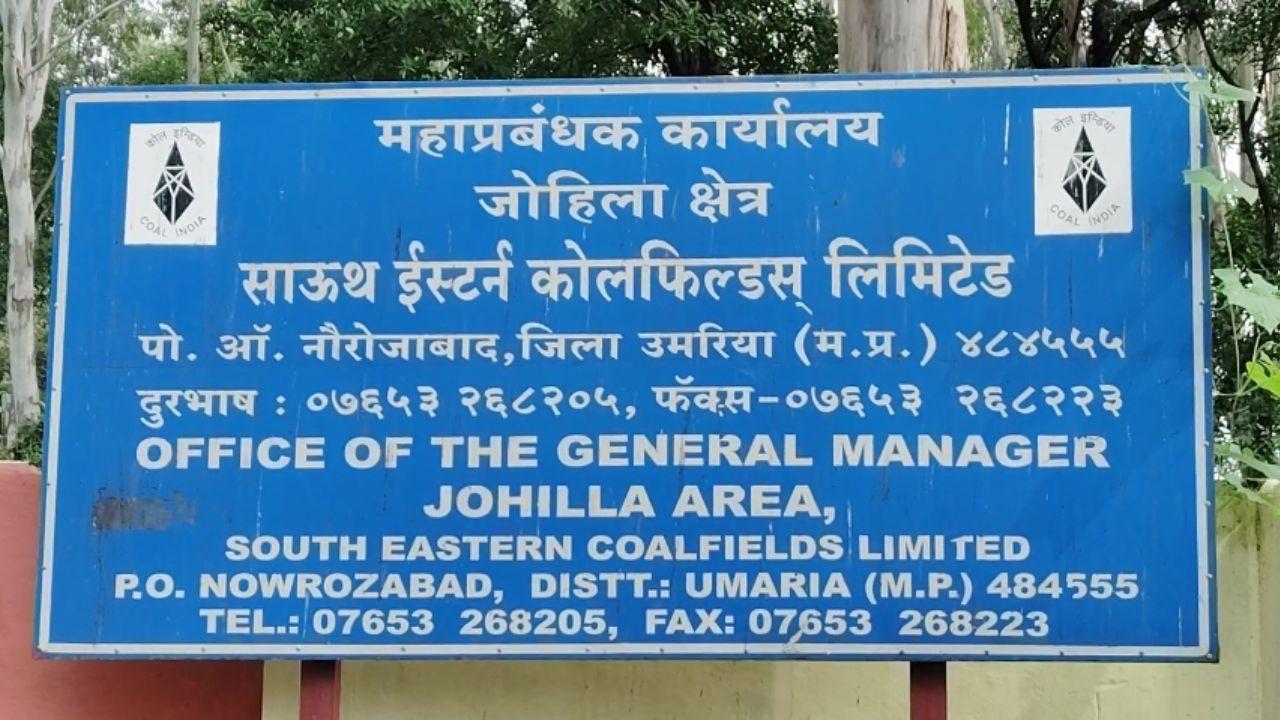 कोल इन्डिया
COAL INDIA
कोल इन्डिया
COAL INDIA
महाप्रबंधक कार्यालय
जोहिला क्षेत्र
साऊथ ईस्टर्न कोलफिल्डस् लिमिटेड
पो. ऑ. नौरोजाबाद,जिला उमरिया (म.प्र.) ४८४५५५
दुरभाष : ०७६५३ २६८२०५, फॅक्स-०७६५३ २६८२२३
OFFICE OF THE GENERAL MANAGER
JOHILLA AREA,
SOUTH EASTERN COALFIELDS LIMITED
P.O. NOWROZABAD, DISTT.: UMARIA (M.P.) 484555
TEL.: 07653 268205, FAX: 07653 268223